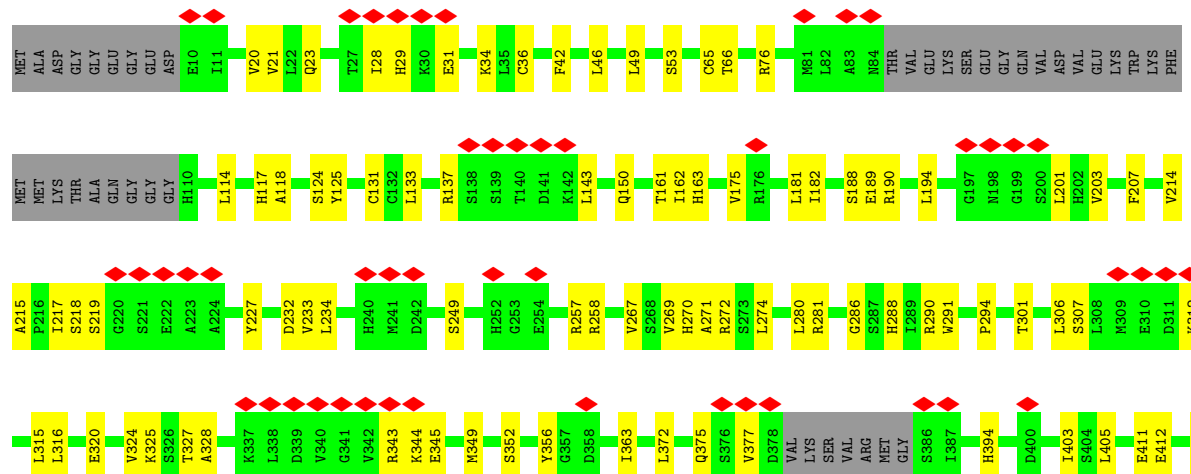 MET ALA ASP GLY GLY GLU GLY GLU ASP E10 I11 V20 V21 L22 Q23 T27 I28 H29 K30 E31 K34 L35 C36 F42 L46 L49 S53 C65 T66 R76 M81 L82 A83 N84 THR VAL GLU LYS SER GLU GLY GLN VAL ASP VAL GLU LYS TRP LYS PHE
MET MET LYS THR ALA GLN GLY GLY GLY H110 L114 H117 A118 S124 Y125 C131 C132 L133 R137 S138 S139 T140 D141 K142 L143 Q150 T161 I162 H163 V175 R176 L181 I182 S188 E189 R190 L194 G197 N198 G199 S200 L201 H202 V203 F207 V214
A215 P216 I217 S218 S219 G220 S221 E222 A223 A224 Y227 D232 V233 L234 H240 M241 D242 S249 H252 G253 E254 R257 R258 V267 S268 V269 H270 A271 R272 S273 L274 L280 R281 G286 S287 H288 I289 R290 W291 P294 T301 L306 S307 L308 M309 E310 D311
L315 L316 E320 V324 K325 S326 T327 A328 K337 L338 D339 V340 G341 V342 R343 K344 E345 M349 S352 Y356 G357 D358 I363 L372 Q375 S376 V377 D378 VAL LYS SER VAL ARG MET GLY S386 I387 H394 D400 I403 S404 L405 E411 E412